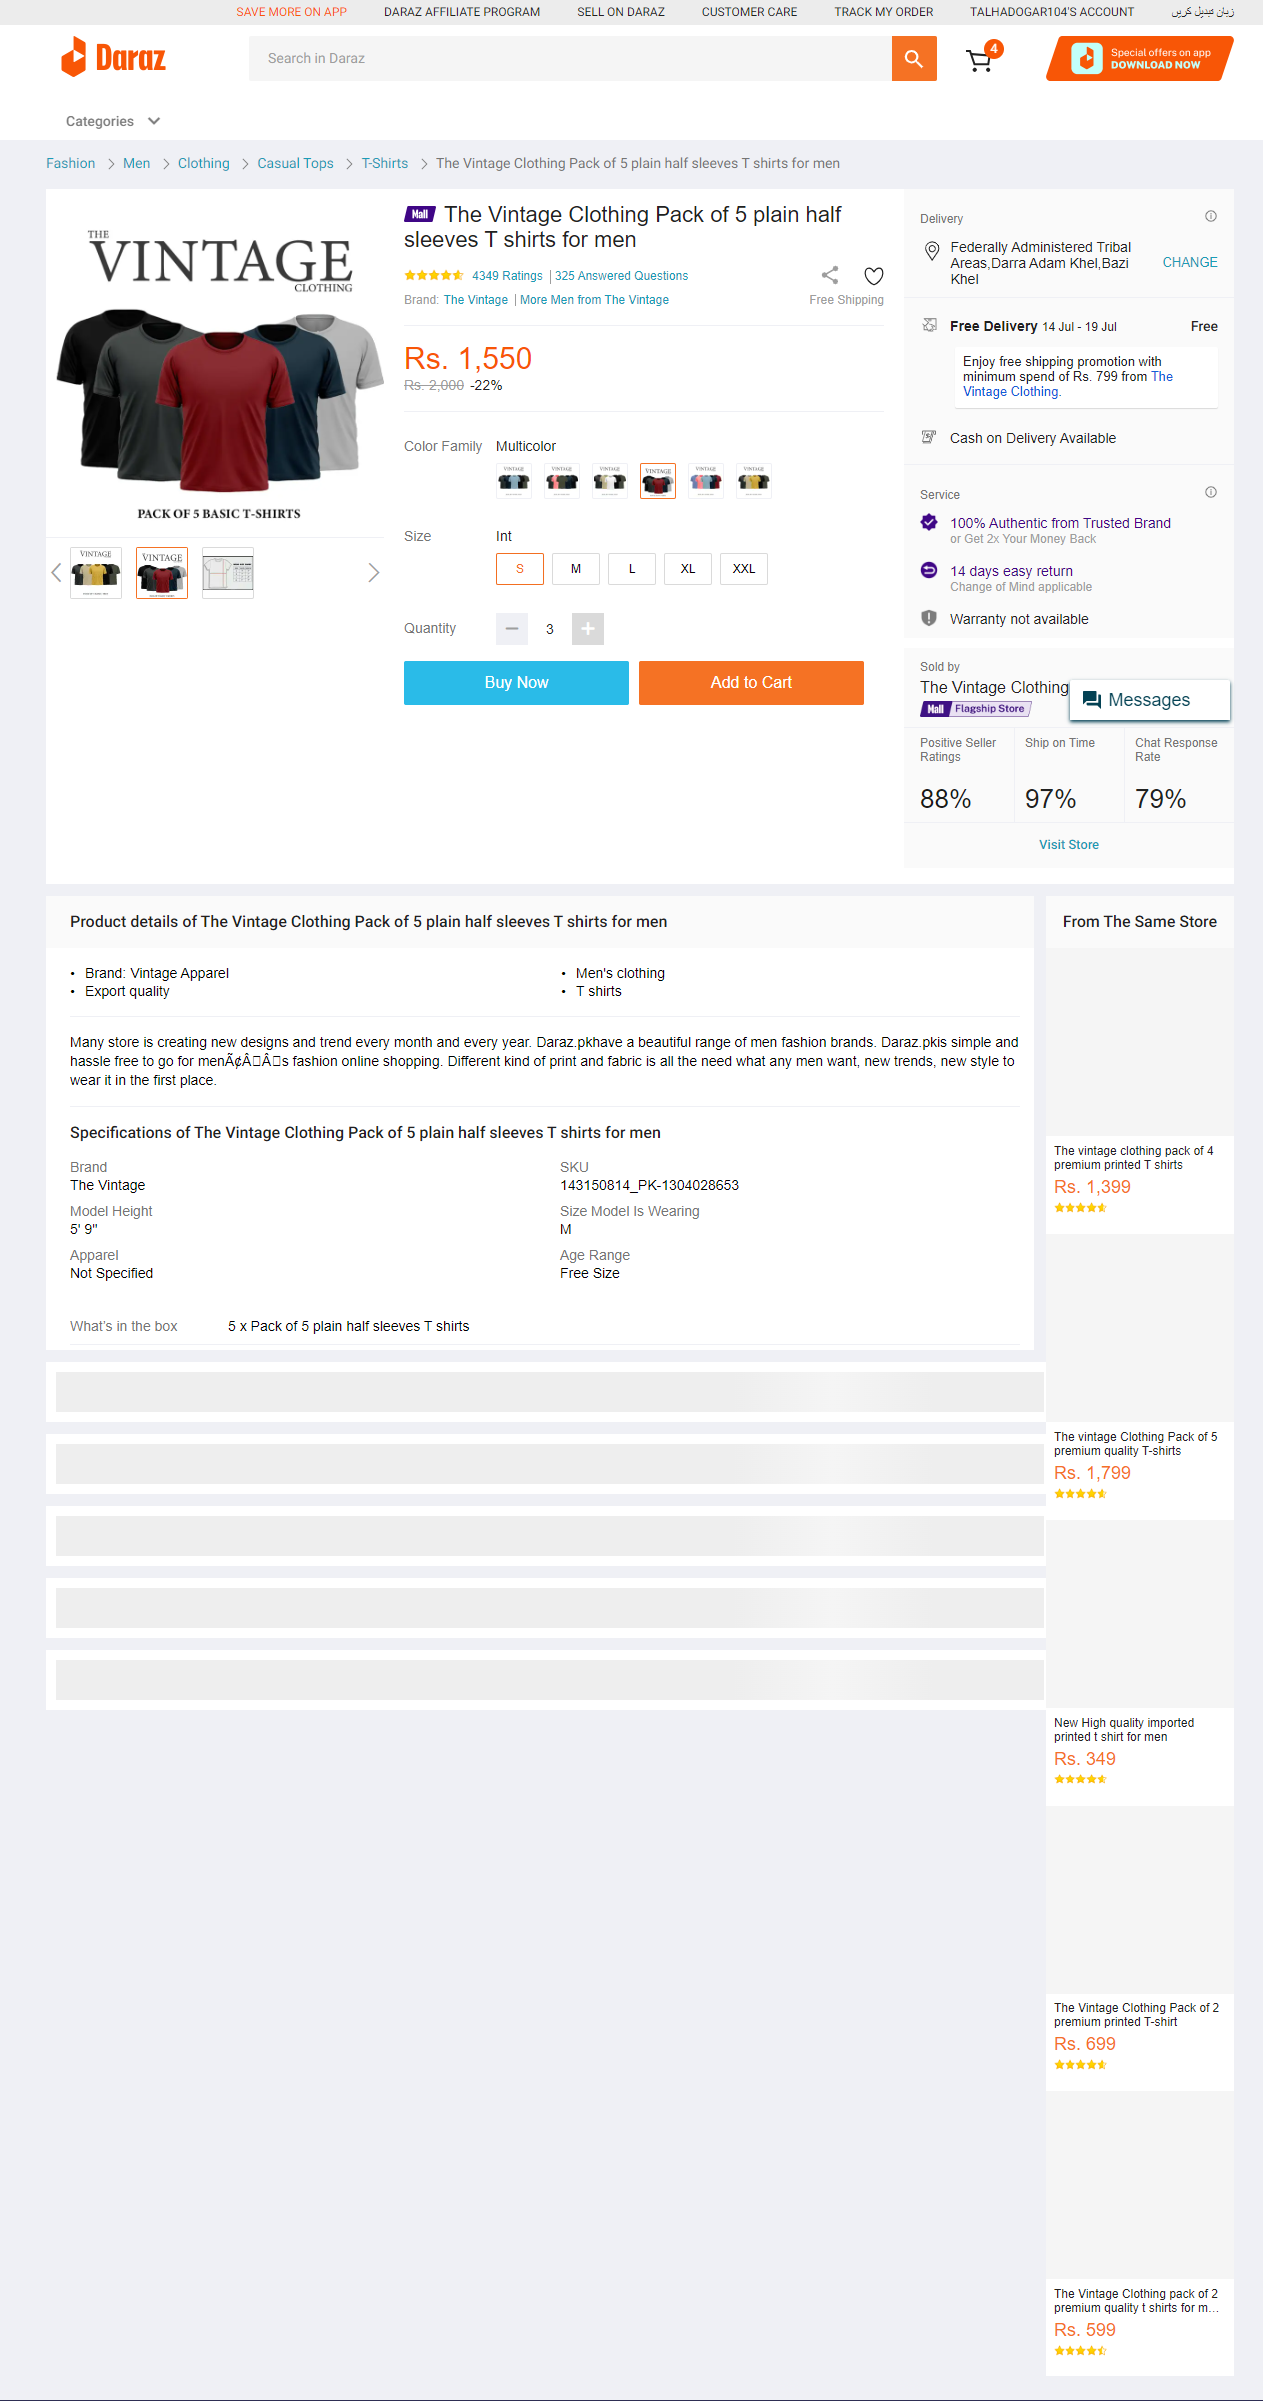 SAVE MORE ON APP
DARAZ AFFILIATE PROGRAM
SELL ON DARAZ
CUSTOMER CARE
TRACK MY ORDER
TALHADOGAR104'S ACCOUNT
زبان تبدیل کریں
Daraz
Search in Daraz
4
Special offers on app
DOWNLOAD NOW
Categories
Fashion
Men
Clothing
Casual Tops
T-Shirts
The Vintage Clothing Pack of 5 plain half sleeves T shirts for men
THE
VINTAGE
CLOTHING
PACK OF 5 BASIC T-SHIRTS
VINTAGE
VINTAGE
Mall The Vintage Clothing Pack of 5 plain half
sleeves T shirts for men
4349 Ratings | 325 Answered Questions
Brand: The Vintage | More Men from The Vintage
Free Shipping
Rs. 1,550
Rs. 2,000 -22%
Color Family Multicolor
VINTAGE
VINTAGE
VINTAGE
VINTAGE
VINTAGE
VINTAGE
Size Int
S
M
L
XL
XXL
Quantity
3
Buy Now
Add to Cart
Delivery
Federally Administered Tribal
Areas,Darra Adam Khel,Bazi
Khel
CHANGE
Free Delivery 14 Jul - 19 Jul Free
Enjoy free shipping promotion with
minimum spend of Rs. 799 from The
Vintage Clothing.
Cash on Delivery Available
Service
100% Authentic from Trusted Brand
or Get 2x Your Money Back
14 days easy return
Change of Mind applicable
Warranty not available
Sold by
The Vintage Clothing
Mall Flagship Store
Messages
Positive Seller
Ratings
88%
Ship on Time
97%
Chat Response
Rate
79%
Visit Store
Product details of The Vintage Clothing Pack of 5 plain half sleeves T shirts for men
• Brand: Vintage Apparel
• Men's clothing
• Export quality
• T shirts
Many store is creating new designs and trend every month and every year. Daraz.pkhave a beautiful range of men fashion brands. Daraz.pkis simple and
hassle free to go for menÃ¢ÂÂs fashion online shopping. Different kind of print and fabric is all the need what any men want, new trends, new style to
wear it in the first place.
Specifications of The Vintage Clothing Pack of 5 plain half sleeves T shirts for men
Brand
The Vintage
SKU
143150814_PK-1304028653
Model Height
5' 9"
Size Model Is Wearing
M
Apparel
Not Specified
Age Range
Free Size
What's in the box 5 x Pack of 5 plain half sleeves T shirts
From The Same Store
The vintage clothing pack of 4
premium printed T shirts
Rs. 1,399
The vintage Clothing Pack of 5
premium quality T-shirts
Rs. 1,799
New High quality imported
printed t shirt for men
Rs. 349
The Vintage Clothing Pack of 2
premium printed T-shirt
Rs. 699
The Vintage Clothing pack of 2
premium quality t shirts for m...
Rs. 599